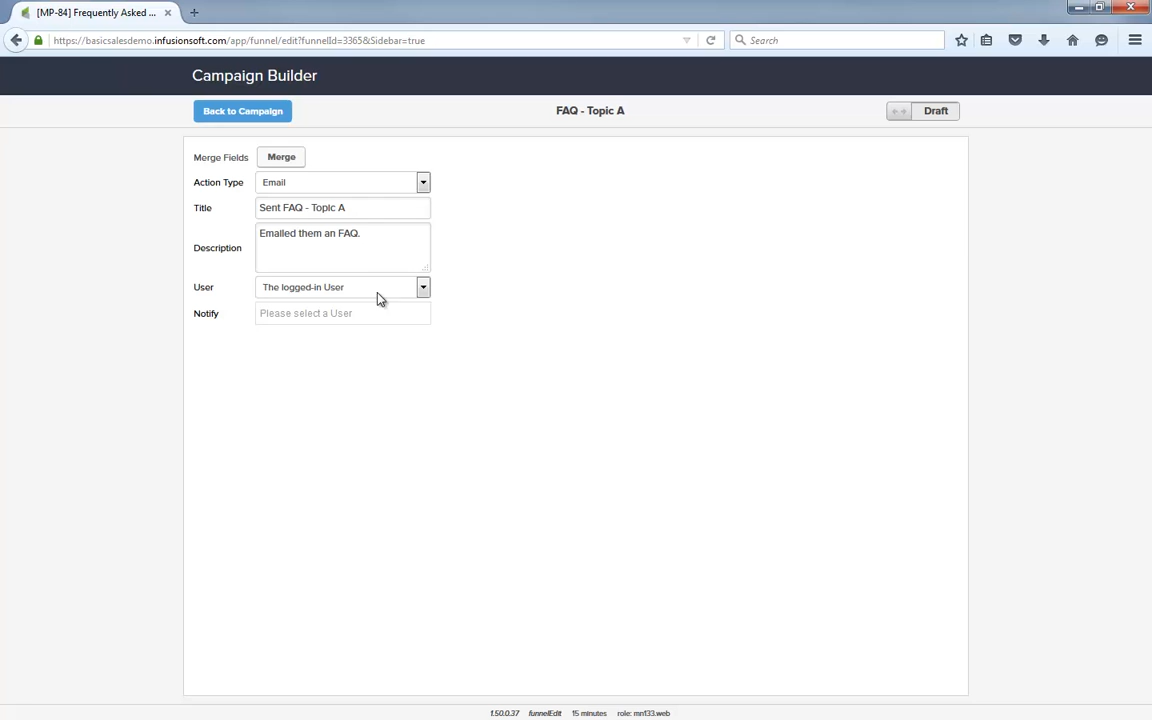 [MP-84] Frequently Asked ...
https://basicsalesdemo.infusionsoft.com/app/funnel/edit?funnelId=3365&Sidebar=true
Search
Campaign Builder
Back to Campaign
FAQ - Topic A
Draft
Merge Fields Merge
Action Type Email
Title Sent FAQ - Topic A
Description Emailed them an FAQ.
User The logged-in User
Notify Please select a User
1.50.0.37 funnelEdit 15 minutes role: mn133.web